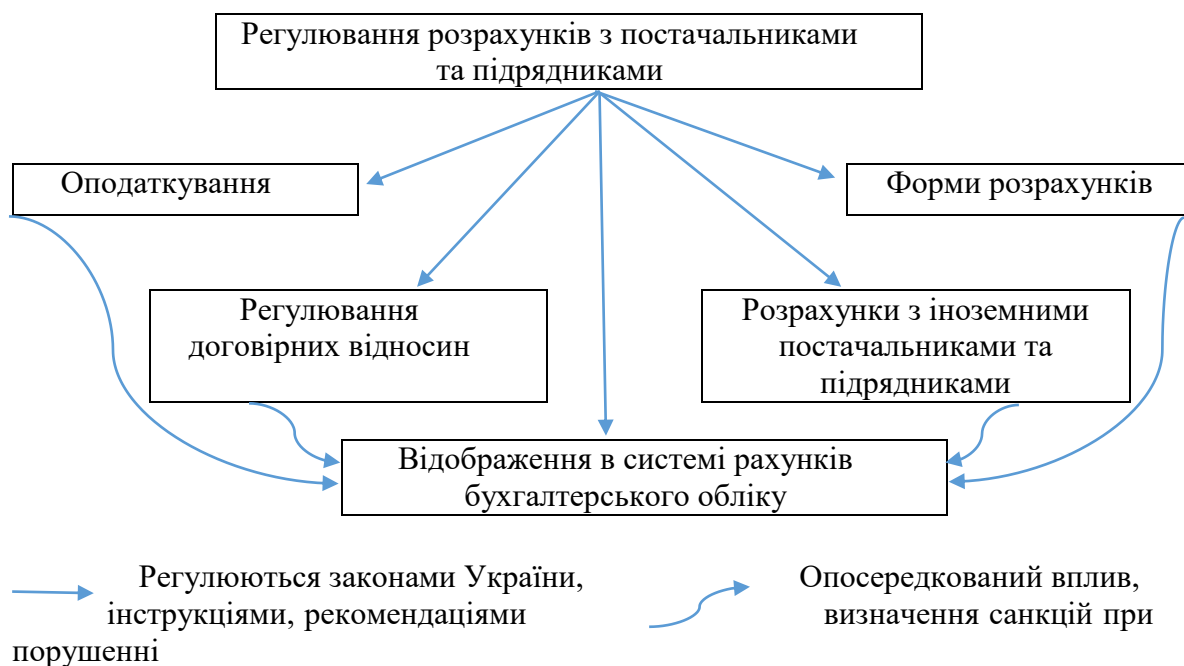 Регулювання розрахунків з постачальниками
та підрядниками
Оподаткування
Форми розрахунків
Регулювання
договірних відносин
Розрахунки з іноземними
постачальниками та
підрядниками
Відображення в системі рахунків
бухгалтерського обліку
Регулюються законами України,
інструкціями, рекомендаціями
порушенні
Опосередкований вплив,
визначення санкцій при